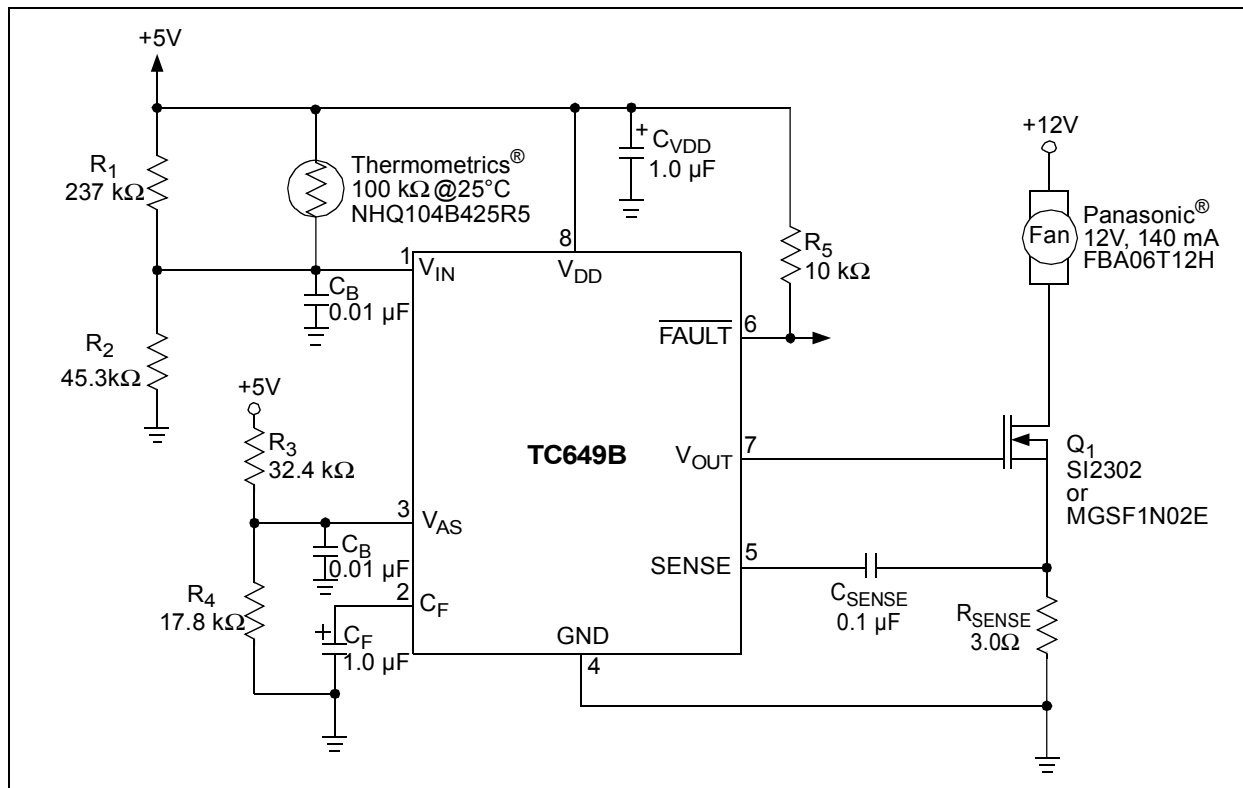 +5V
R1
237 kΩ
Thermometrics®
100 kΩ @25°C
NHQ104B425R5
+ CVDD
1.0 µF
+12V
Fan
Panasonic®
12V, 140 mA
FBA06T12H
R5
10 kΩ
8
VDD
1
VIN
CB
0.01 µF
R2
45.3kΩ
6
FAULT
+5V
R3
32.4 kΩ
TC649B
7
VOUT
Q1
SI2302
or
MGSF1N02E
3
VAS
CB
0.01 µF
5
SENSE
CSENSE
0.1 µF
R4
17.8 kΩ
2
CF
+ CF
1.0 µF
RSENSE
3.0Ω
GND
4